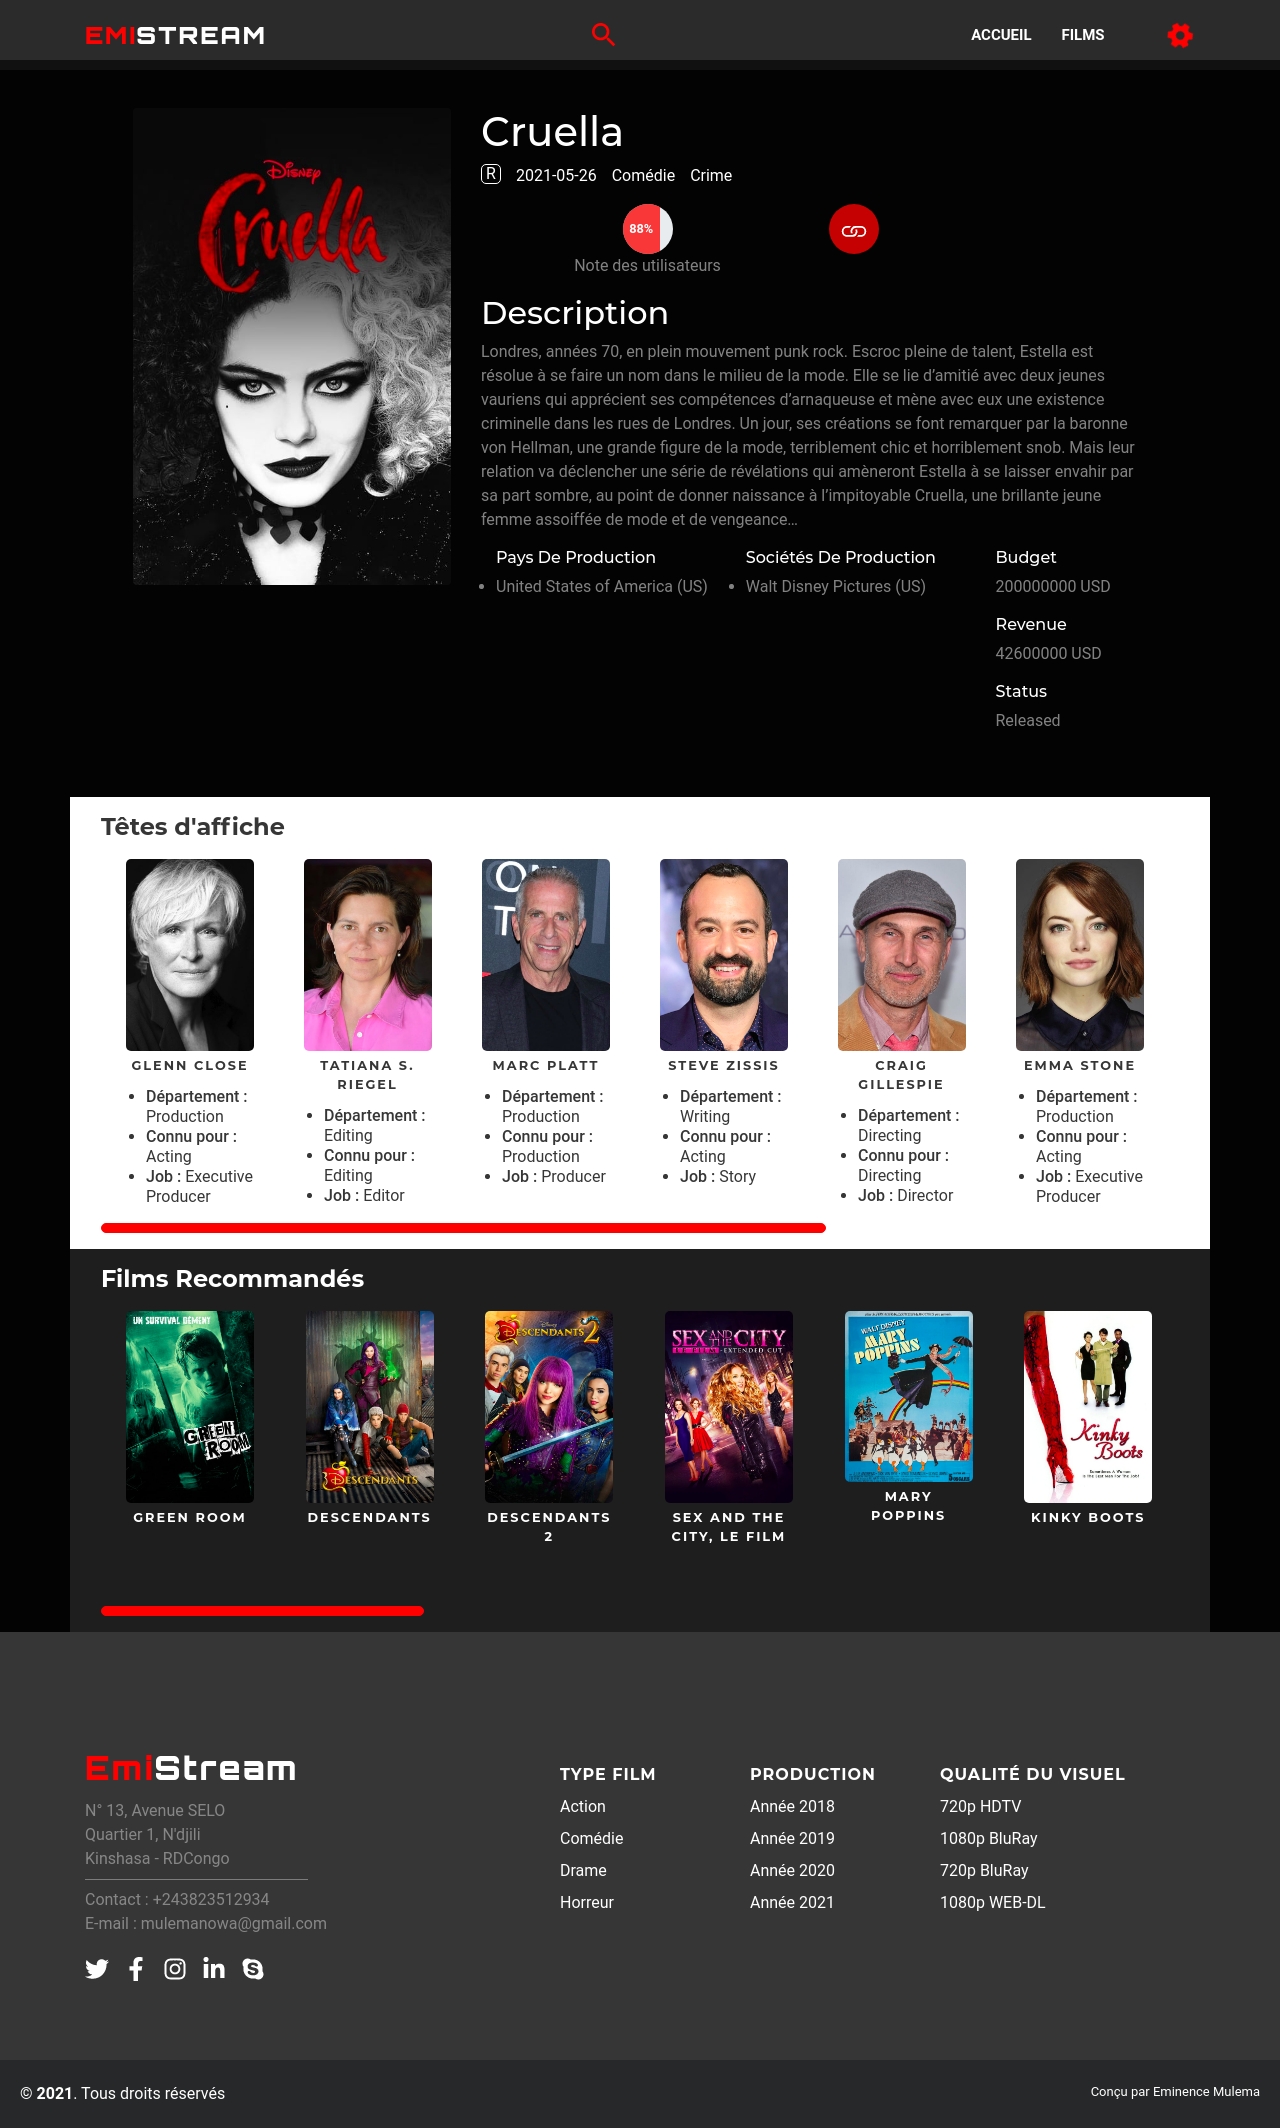 EMISTREAM
ACCUEIL FILMS
Disney
Cruella
Cruella
R 2021-05-26 Comédie Crime
88%
Note des utilisateurs
Description
Londres, années 70, en plein mouvement punk rock. Escroc pleine de talent, Estella est
résolue à se faire un nom dans le milieu de la mode. Elle se lie d’amitié avec deux jeunes
vauriens qui apprécient ses compétences d’arnaqueuse et mène avec eux une existence
criminelle dans les rues de Londres. Un jour, ses créations se font remarquer par la baronne
von Hellman, une grande figure de la mode, terriblement chic et horriblement snob. Mais leur
relation va déclencher une série de révélations qui amèneront Estella à se laisser envahir par
sa part sombre, au point de donner naissance à l’impitoyable Cruella, une brillante jeune
femme assoiffée de mode et de vengeance…
Pays De Production
• United States of America (US)
Sociétés De Production
• Walt Disney Pictures (US)
Budget
200000000 USD
Revenue
42600000 USD
Status
Released
Têtes d'affiche
GLENN CLOSE
• Département :
Production
• Connu pour :
Acting
• Job : Executive
Producer
TATIANA S.
RIEGEL
• Département :
Editing
• Connu pour :
Editing
• Job : Editor
MARC PLATT
• Département :
Production
• Connu pour :
Production
• Job : Producer
STEVE ZISSIS
• Département :
Writing
• Connu pour :
Acting
• Job : Story
CRAIG
GILLESPIE
• Département :
Directing
• Connu pour :
Directing
• Job : Director
EMMA STONE
• Département :
Production
• Connu pour :
Acting
• Job : Executive
Producer
Films Recommandés
UN SURVIVAL DÉMENT
GREEN
ROOM
GREEN ROOM
DESCENDANTS
DESCENDANTS
DESCENDANTS 2
DESCENDANTS
2
SEX AND THE CITY
EXTENDED CUT
SEX AND THE
CITY, LE FILM
WALT DISNEY
MARY
POPPINS
MARY
POPPINS
Kinky
Boots
KINKY BOOTS
EmiStream
N° 13, Avenue SELO
Quartier 1, N'djili
Kinshasa - RDCongo
Contact : +243823512934
E-mail : mulemanowa@gmail.com
TYPE FILM
Action
Comédie
Drame
Horreur
PRODUCTION
Année 2018
Année 2019
Année 2020
Année 2021
QUALITÉ DU VISUEL
720p HDTV
1080p BluRay
720p BluRay
1080p WEB-DL
© 2021. Tous droits réservés
Conçu par Eminence Mulema